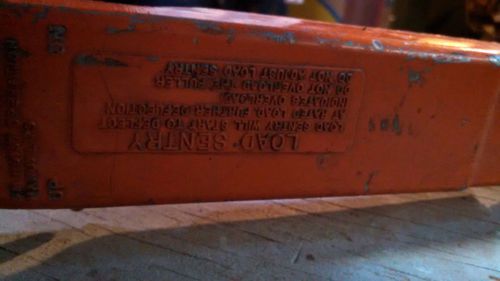 LOAD SENTRY
LOAD SENTRY WILL START TO DEFLECT
AT RATED LOAD FURTHER DEFLECTION
INDICATES OVERLOAD.
DO NOT OVERLOAD THE PULLER
DO NOT ADJUST LOAD SENTRY
UP